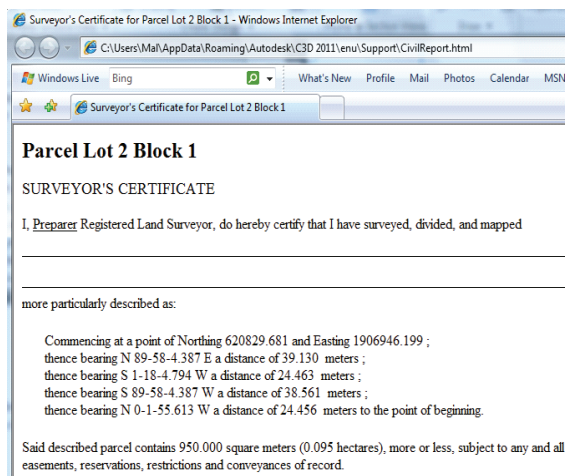 Surveyor's Certificate for Parcel Lot 2 Block 1 - Windows Internet Explorer
C:\Users\Mal\AppData\Roaming\Autodesk\C3D 2011\enu\Support\CivilReport.html
Windows Live Bing What's New Profile Mail Photos Calendar MSN
Surveyor's Certificate for Parcel Lot 2 Block 1
Parcel Lot 2 Block 1
SURVEYOR'S CERTIFICATE
I, Preparer Registered Land Surveyor, do hereby certify that I have surveyed, divided, and mapped
more particularly described as:
Commencing at a point of Northing 620829.681 and Easting 1906946.199 ;
thence bearing N 89-58-4.387 E a distance of 39.130 meters ;
thence bearing S 1-18-4.794 W a distance of 24.463 meters ;
thence bearing S 89-58-4.387 W a distance of 38.561 meters ;
thence bearing N 0-1-55.613 W a distance of 24.456 meters to the point of beginning.
Said described parcel contains 950.000 square meters (0.095 hectares), more or less, subject to any and all
easements, reservations, restrictions and conveyances of record.